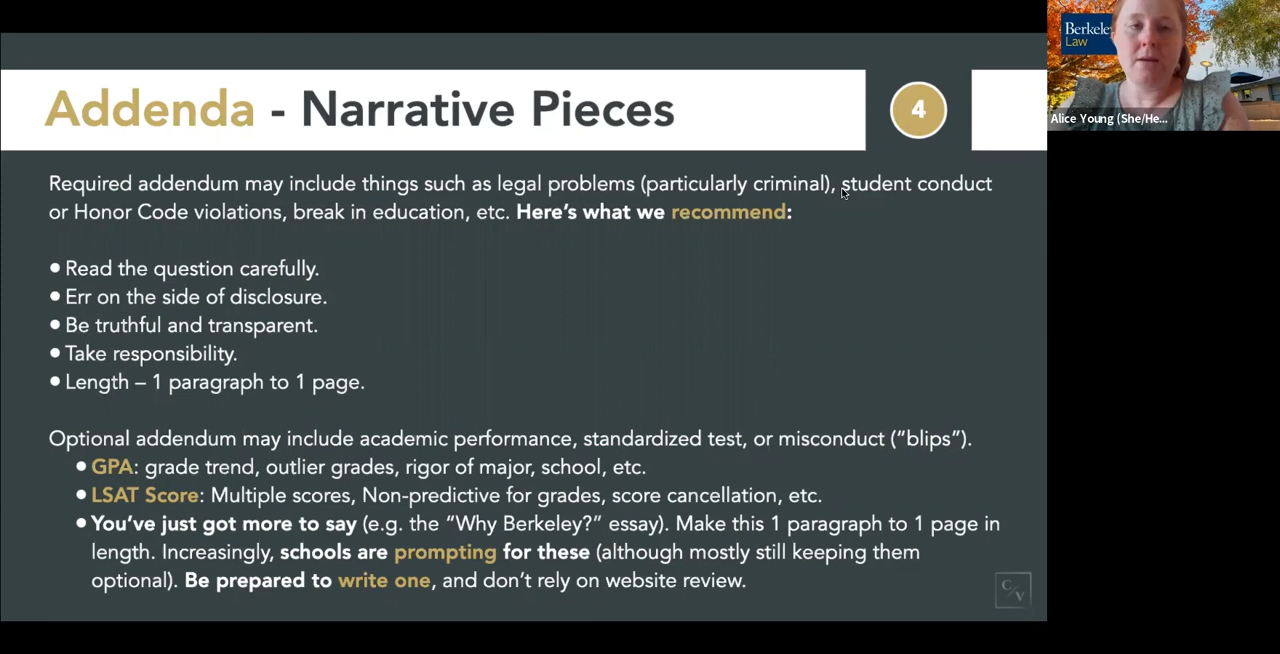 Addenda - Narrative Pieces
4
Berkeley
Law
Alice Young (She/He...
Required addendum may include things such as legal problems (particularly criminal), student conduct
or Honor Code violations, break in education, etc. Here's what we recommend:
● Read the question carefully.
● Err on the side of disclosure.
● Be truthful and transparent.
● Take responsibility.
● Length – 1 paragraph to 1 page.
Optional addendum may include academic performance, standardized test, or misconduct ("blips").
● GPA: grade trend, outlier grades, rigor of major, school, etc.
● LSAT Score: Multiple scores, Non-predictive for grades, score cancellation, etc.
● You've just got more to say (e.g. the "Why Berkeley?" essay). Make this 1 paragraph to 1 page in
length. Increasingly, schools are prompting for these (although mostly still keeping them
optional). Be prepared to write one, and don't rely on website review.
C/V